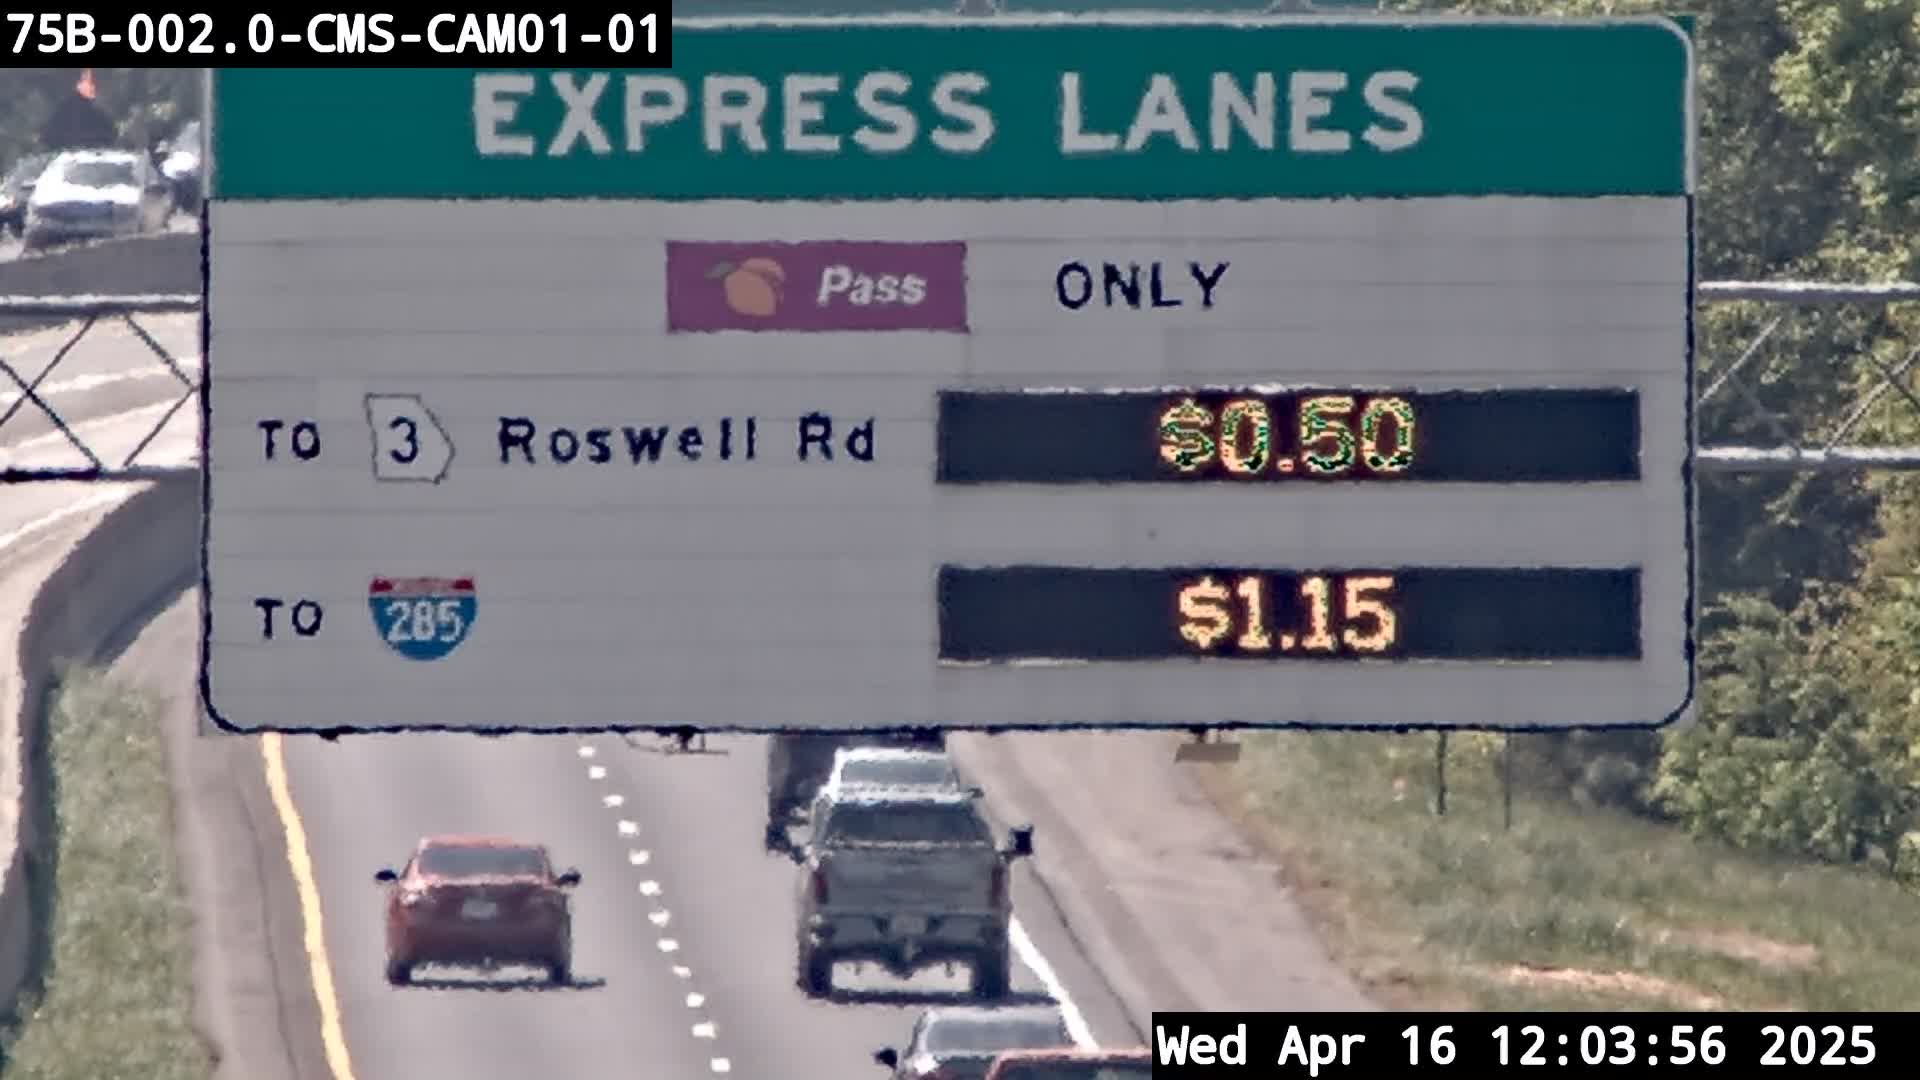 75B-002.0-CMS-CAM01-01
EXPRESS LANES
Pass ONLY
TO 3 Roswell Rd $0.50
TO 285 $1.15
Wed Apr 16 12:03:56 2025